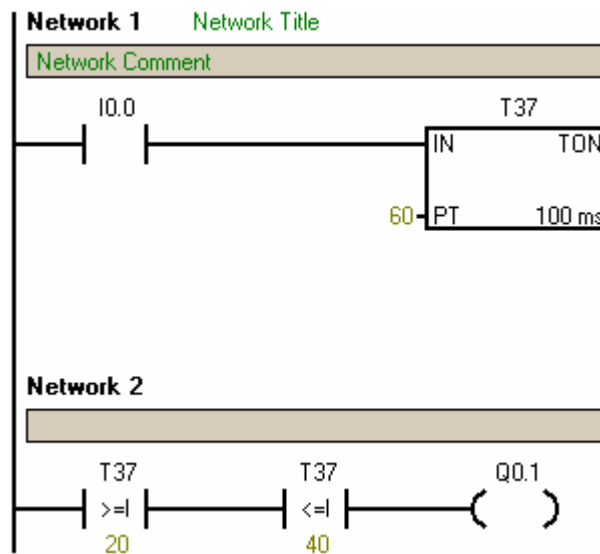 Network 1 Network Title
Network Comment
I0.0 T37
IN TON
60 PT 100 ms
Network 2
T37 T37 Q0.1
>=I <=I
20 40